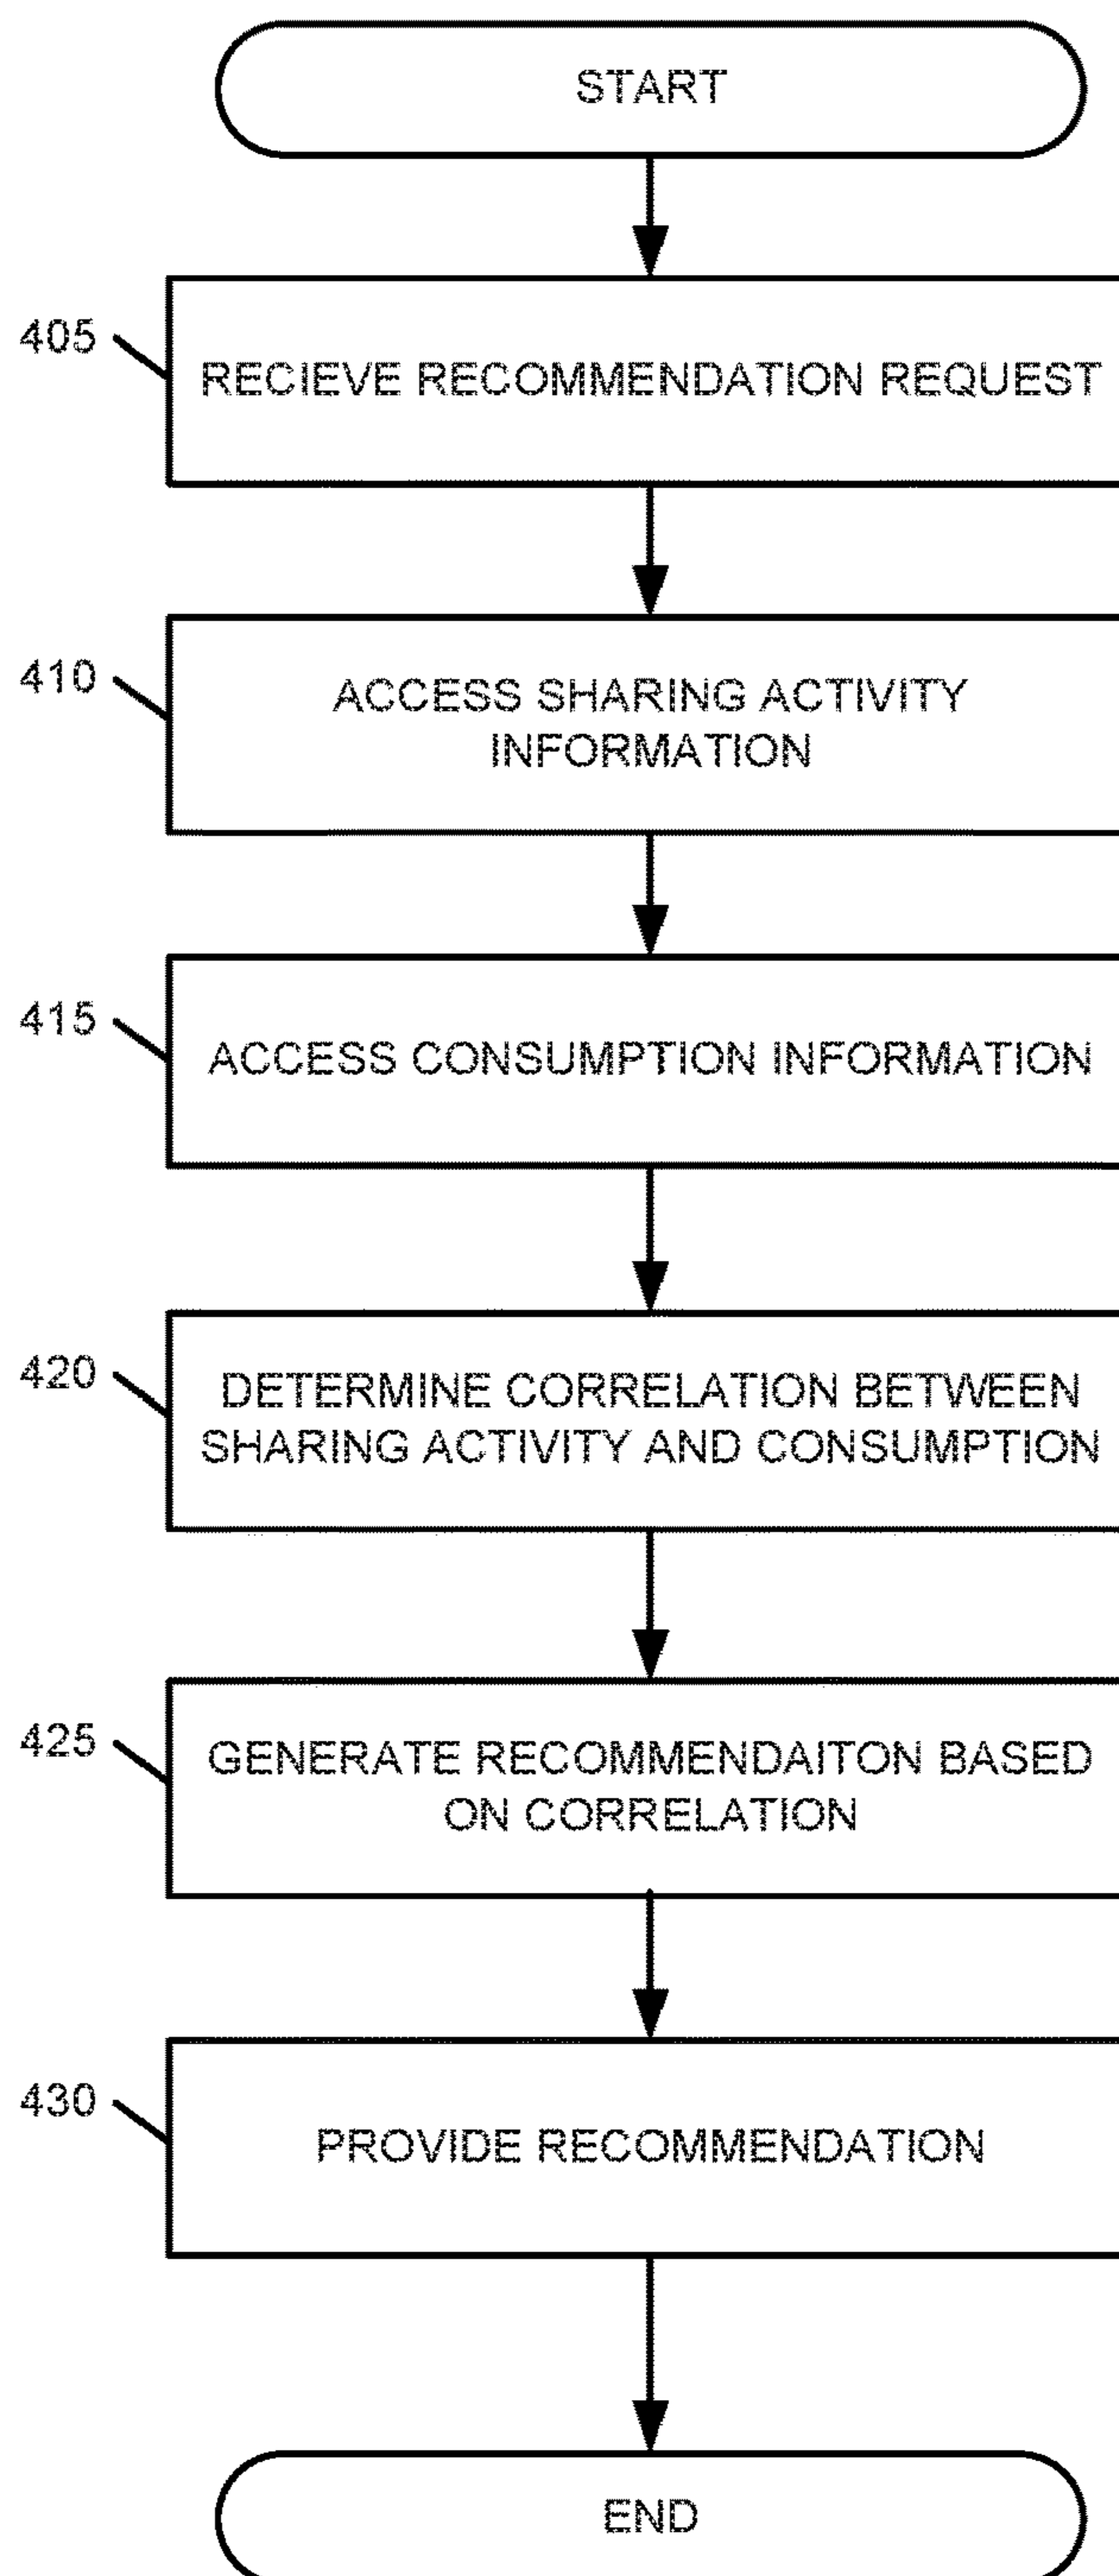 START
405
RECIEVE RECOMMENDATION REQUEST
410
ACCESS SHARING ACTIVITY
INFORMATION
415
ACCESS CONSUMPTION INFORMATION
420
DETERMINE CORRELATION BETWEEN
SHARING ACTIVITY AND CONSUMPTION
425
GENERATE RECOMMENDAITON BASED
ON CORRELATION
430
PROVIDE RECOMMENDATION
END